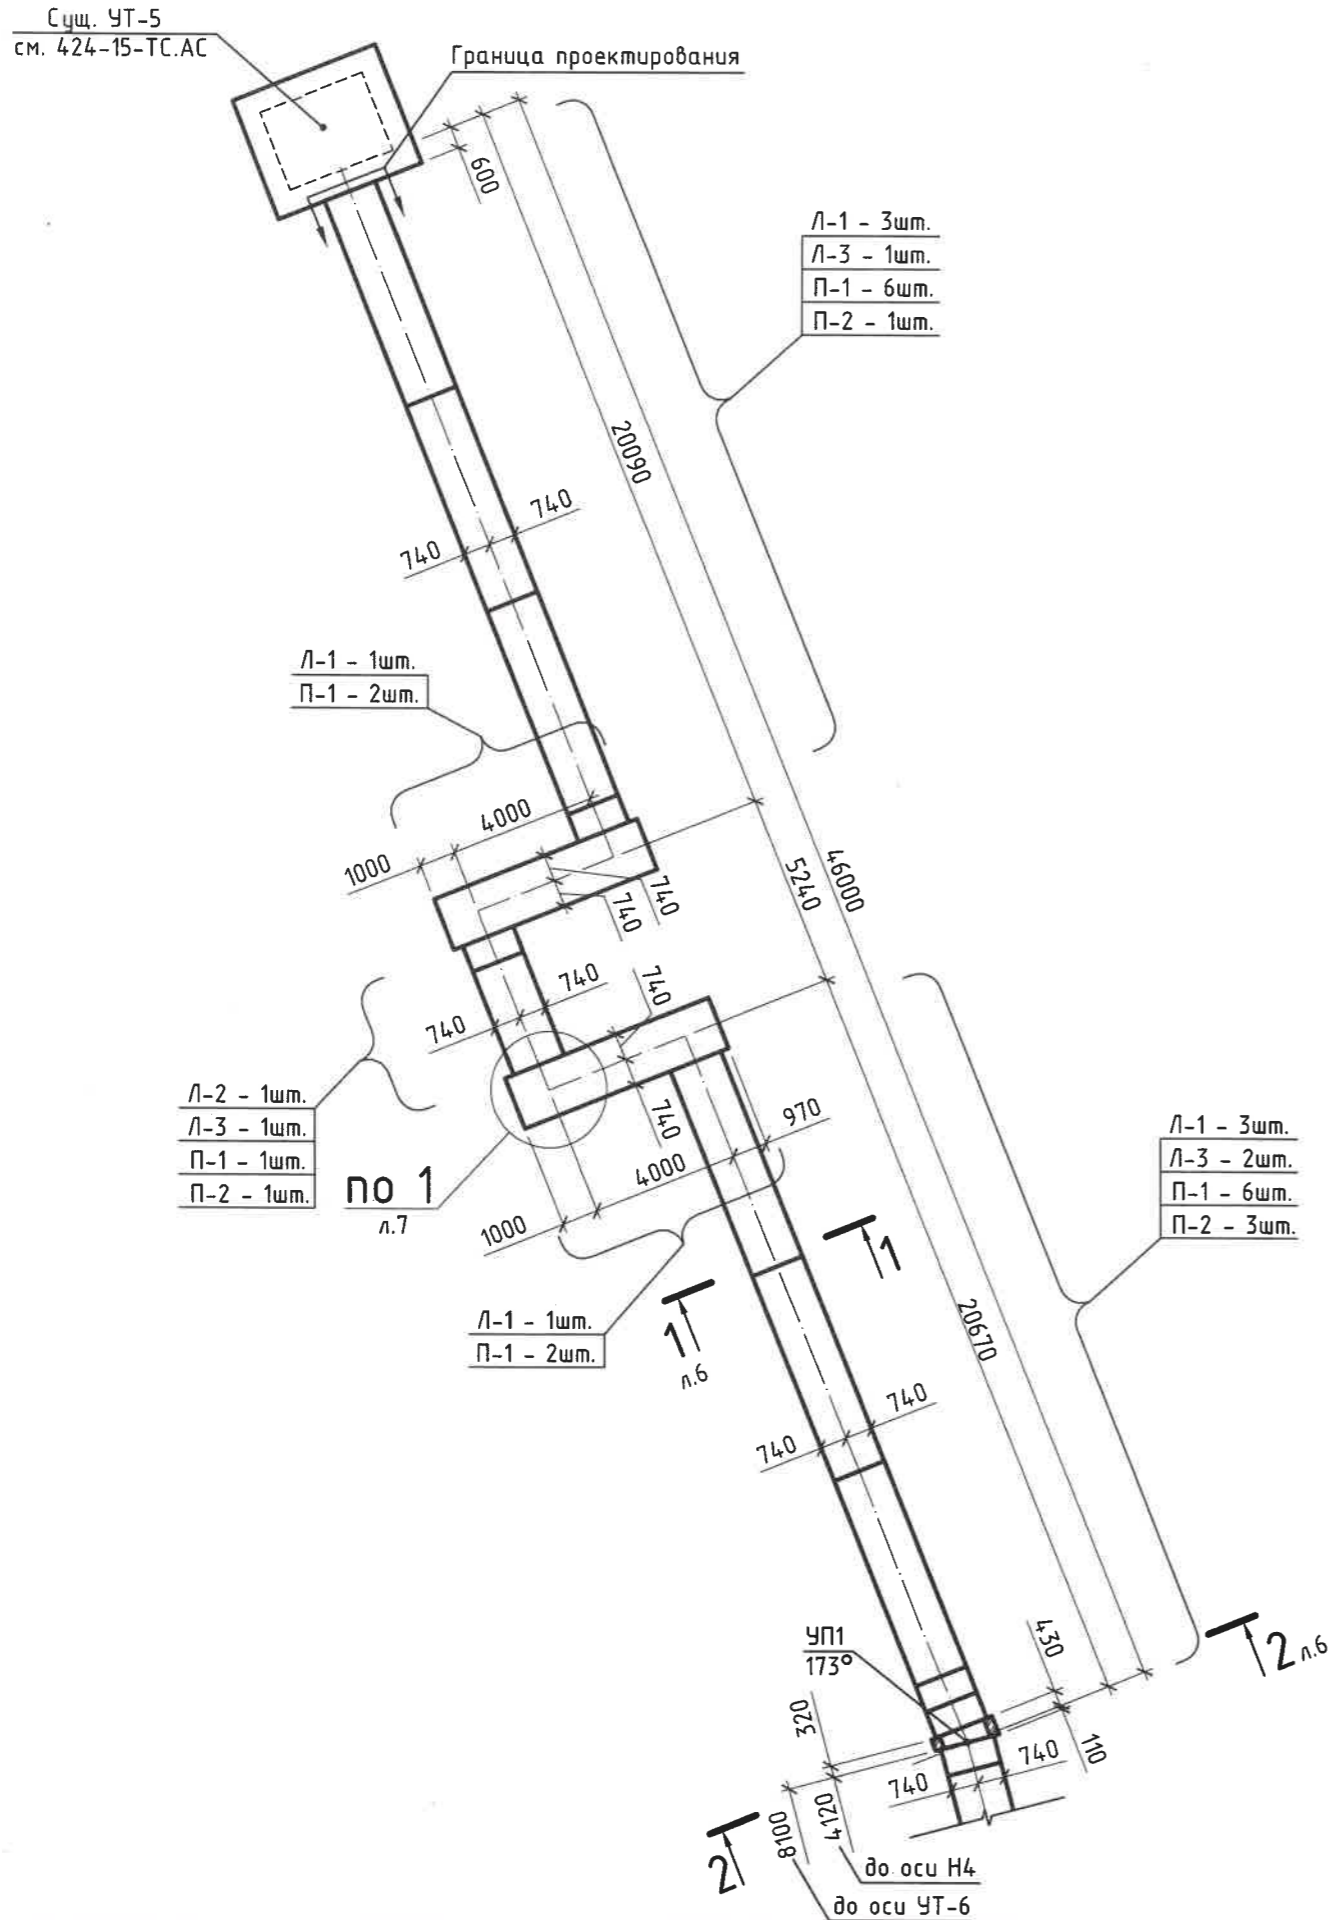 Сущ. УТ-5
см. 424-15-ТС.АС
Граница проектирования
600
Л-1 - 3шт.
Л-3 - 1шт.
П-1 - 6шт.
П-2 - 1шт.
20090
740
740
Л-1 - 1шт.
П-1 - 2шт.
4000
1000
46000
5240
740
740
740
740
740
740
Л-2 - 1шт.
Л-3 - 1шт.
П-1 - 1шт.
П-2 - 1шт.
по 1
л.7
970
4000
1000
Л-1 - 3шт.
Л-3 - 2шт.
П-1 - 6шт.
П-2 - 3шт.
1
1
л.6
Л-1 - 1шт.
П-1 - 2шт.
20670
740
740
УП1
173°
430
2 л.6
320
110
740
740
4120
8100
2
до оси Н4
до оси УТ-6